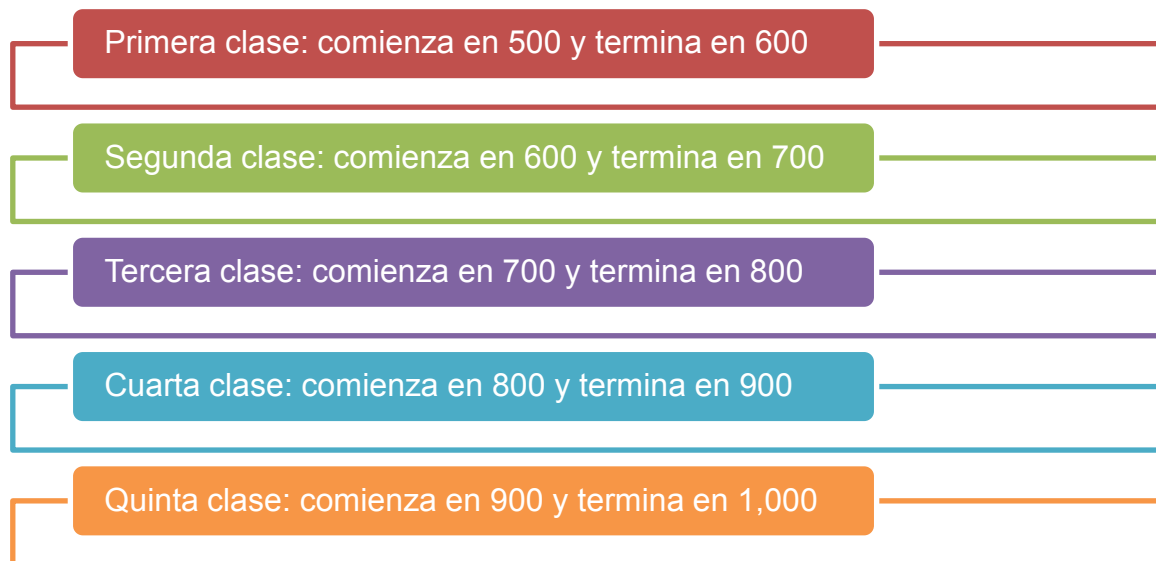 Primera clase: comienza en 500 y termina en 600
Segunda clase: comienza en 600 y termina en 700
Tercera clase: comienza en 700 y termina en 800
Cuarta clase: comienza en 800 y termina en 900
Quinta clase: comienza en 900 y termina en 1,000